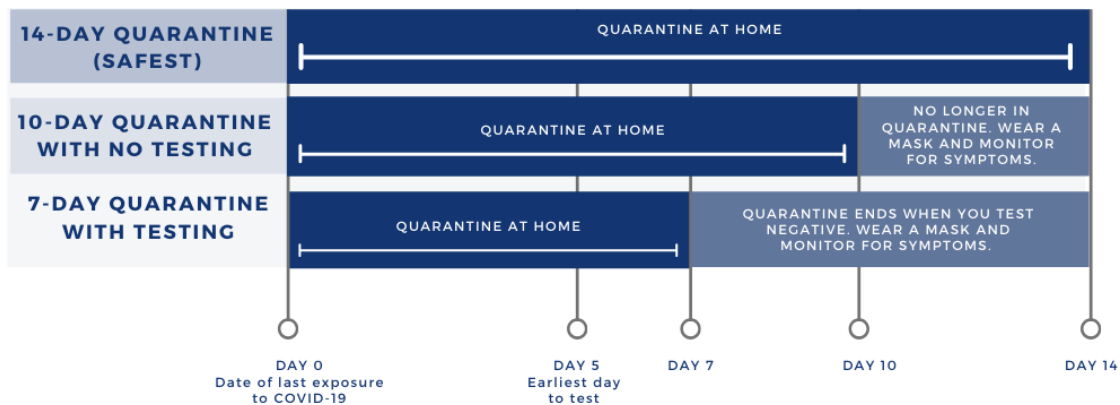 14-DAY QUARANTINE
(SAFEST)
QUARANTINE AT HOME
10-DAY QUARANTINE
WITH NO TESTING
QUARANTINE AT HOME
NO LONGER IN
QUARANTINE. WEAR A
MASK AND MONITOR
FOR SYMPTOMS.
7-DAY QUARANTINE
WITH TESTING
QUARANTINE AT HOME
QUARANTINE ENDS WHEN YOU TEST
NEGATIVE. WEAR A MASK AND
MONITOR FOR SYMPTOMS.
DAY 0
Date of last exposure
to COVID-19
DAY 5
Earliest day
to test
DAY 7
DAY 10
DAY 14